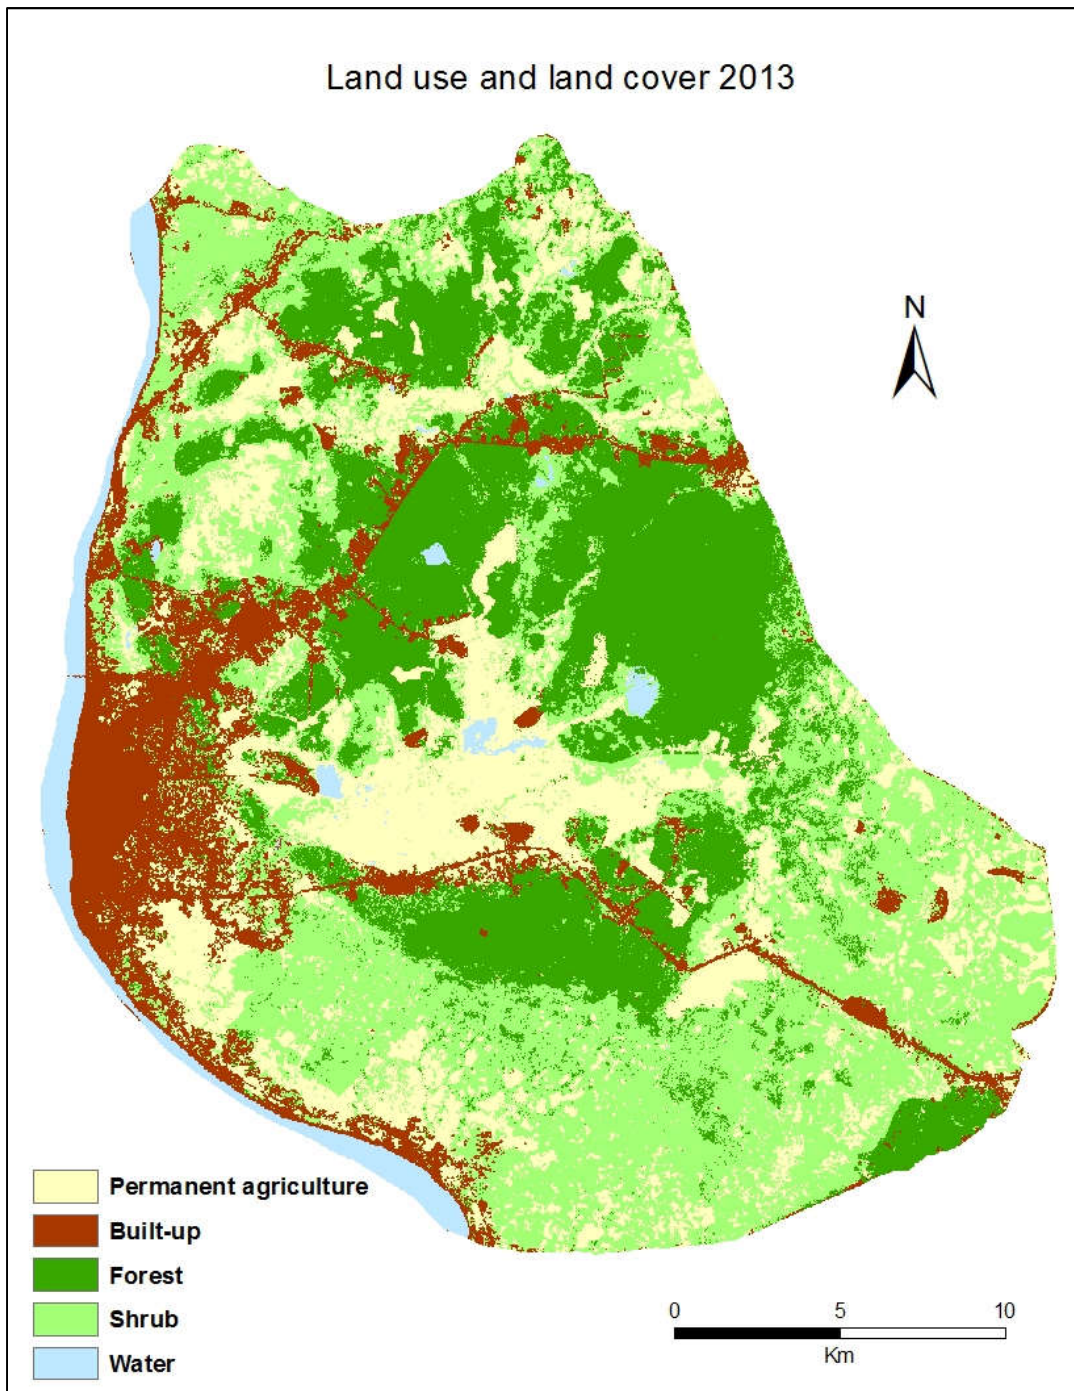 Land use and land cover 2013
N
Permanent agriculture
Built-up
Forest
Shrub
Water
0 5 10
Km